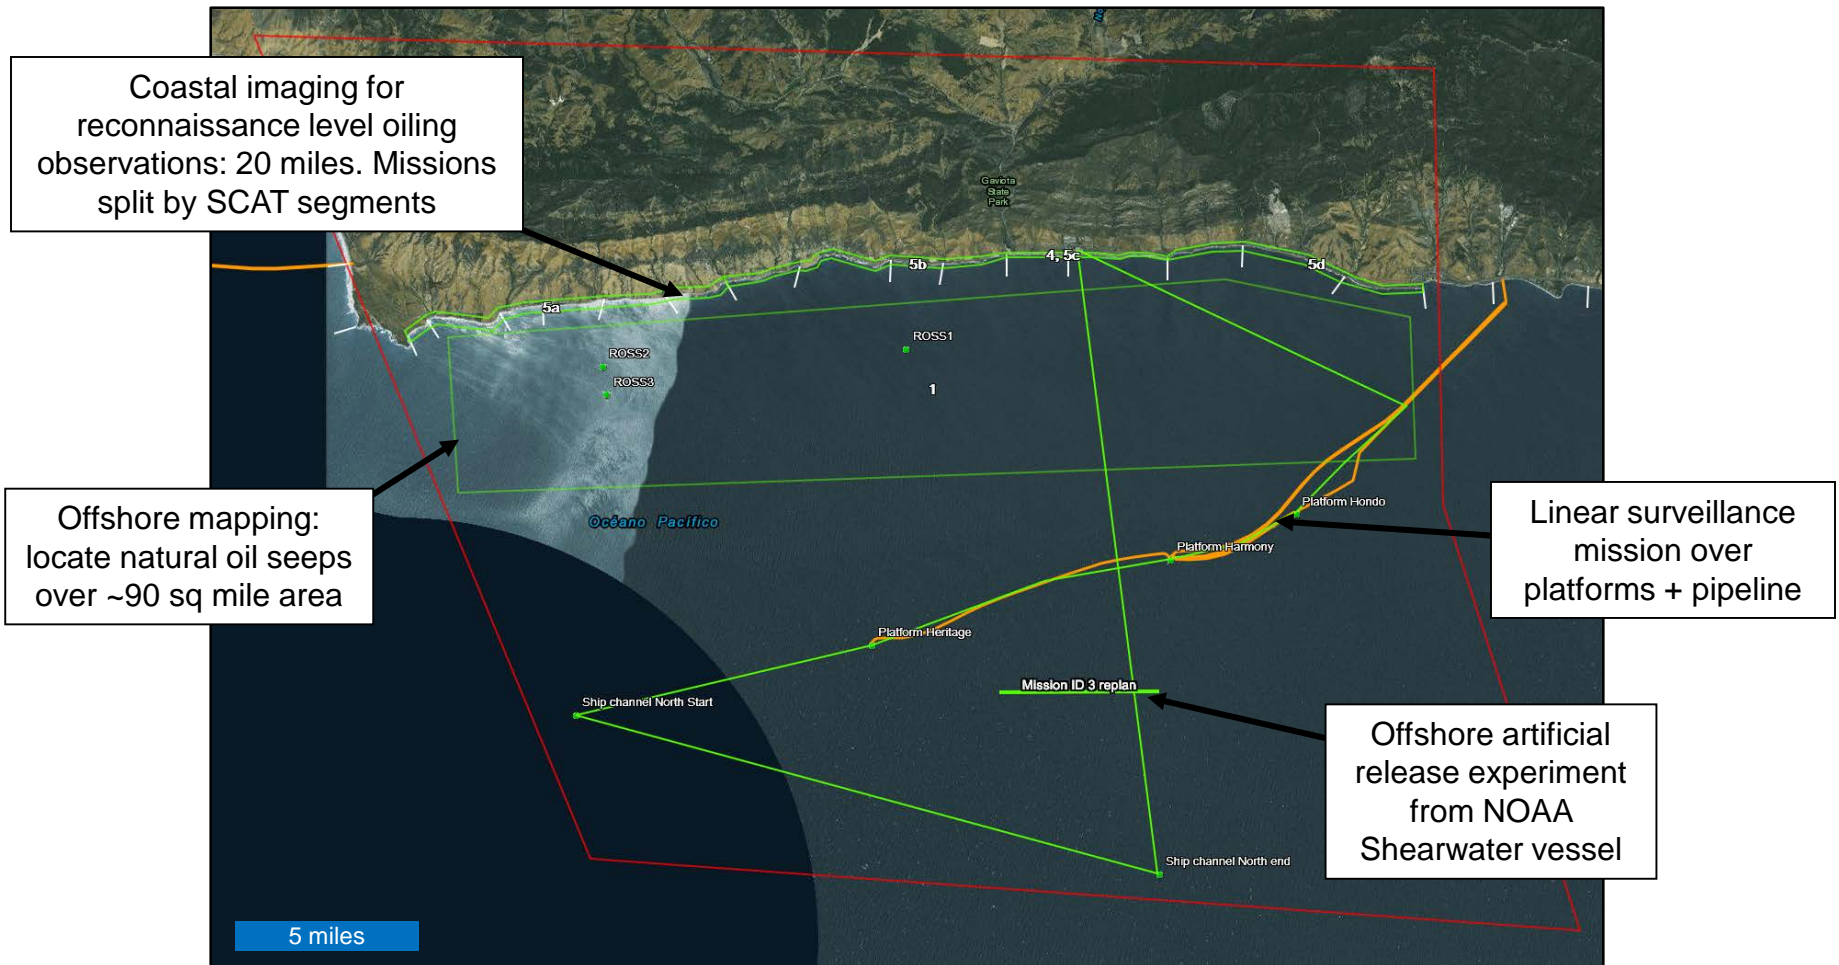 Coastal imaging for
reconnaissance level oiling
observations: 20 miles. Missions
split by SCAT segments
Gaviota
State
Park
5a
5b
4, 5c
5d
ROSS1
ROSS2
ROSS3
1
Offshore mapping:
locate natural oil seeps
over ~90 sq mile area
Océano Pacífico
Platform Hondo
Platform Harmony
Linear surveillance
mission over
platforms + pipeline
Platform Heritage
Mission ID 3 replan
Ship channel North Start
Offshore artificial
release experiment
from NOAA
Shearwater vessel
Ship channel North end
5 miles